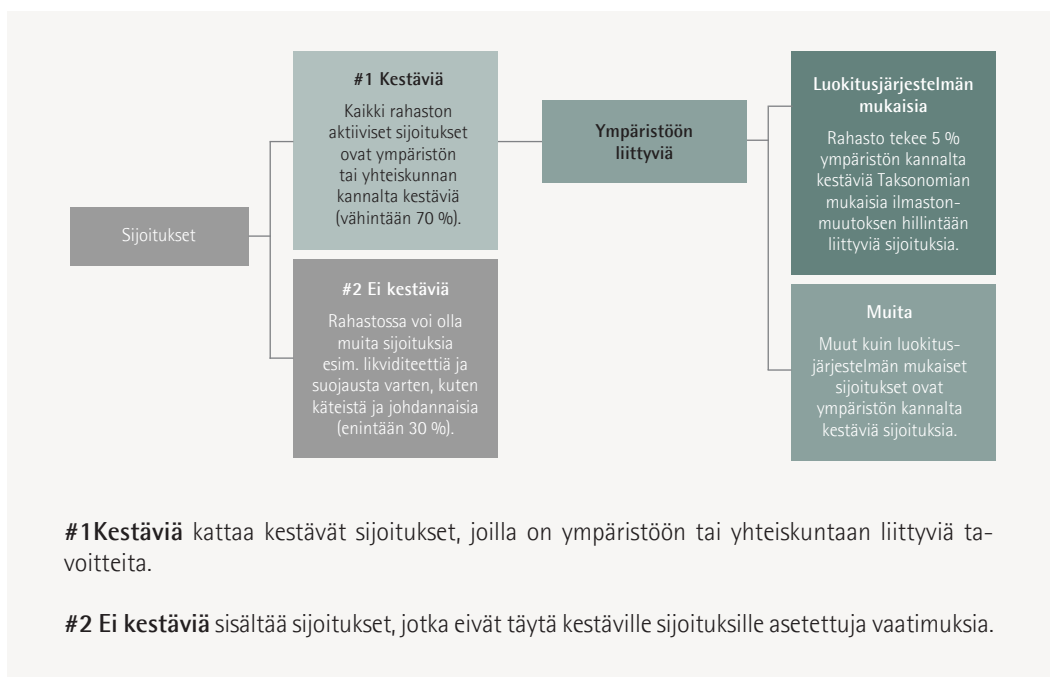 Sijoitukset
#1 Kestäviä
Kaikki rahaston
aktiiviset sijoitukset
ovat ympäristön
tai yhteiskunnan
kannalta kestäviä
(vähintään 70 %).
#2 Ei kestäviä
Rahastossa voi olla
muita sijoituksia
esim. likviditeettiä ja
suojausta varten, kuten
käteistä ja johdannaisia
(enintään 30 %).
Ympäristöön
liittyviä
Luokitusjärjestelmän
mukaisia
Rahasto tekee 5 %
ympäristön kannalta
kestäviä Taksonomian
mukaisia ilmaston-
muutoksen hillintään
liittyviä sijoituksia.
Muita
Muut kuin luokitus-
järjestelmän mukaiset
sijoitukset ovat
ympäristön kannalta
kestäviä sijoituksia.
#1Kestäviä kattaa kestävät sijoitukset, joilla on ympäristöön tai yhteiskuntaan liittyviä ta-
voitteita.
#2 Ei kestäviä sisältää sijoitukset, jotka eivät täytä kestäville sijoituksille asetettuja vaatimuksia.